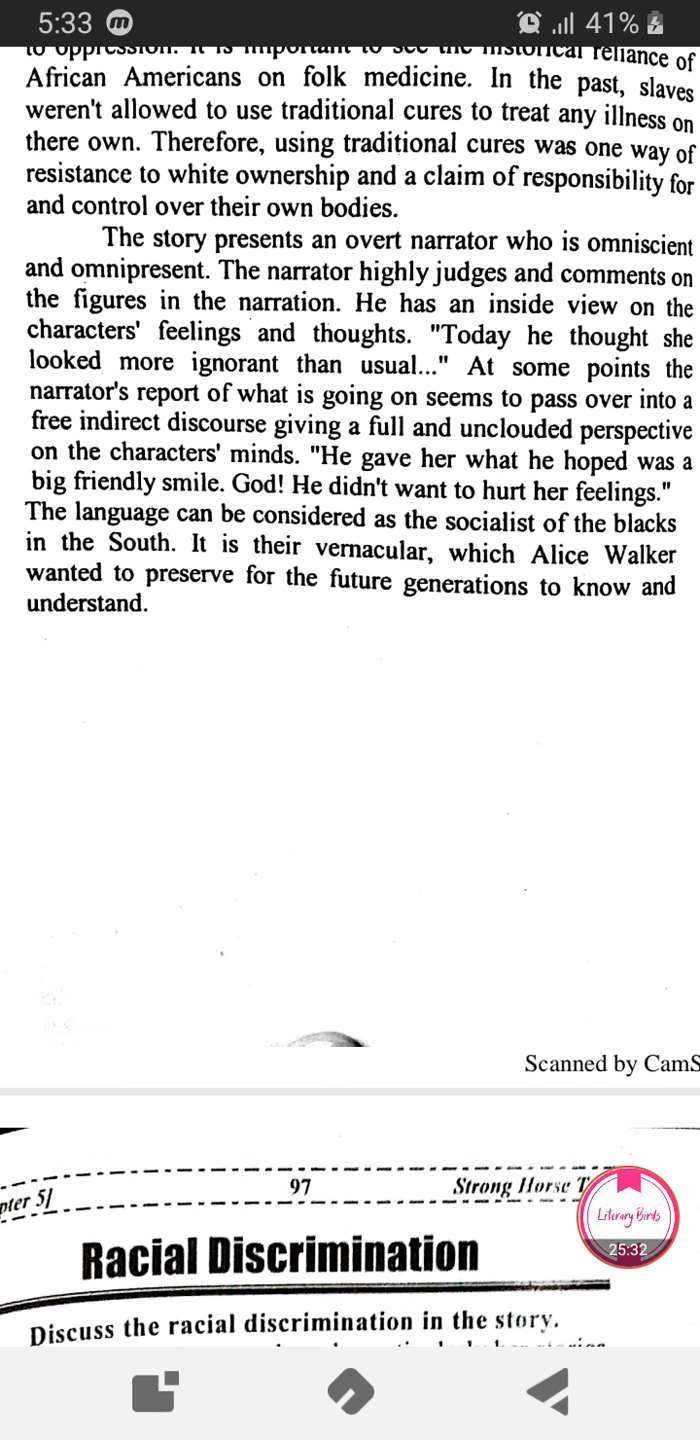 5:33 m 41%
to oppression. It is important to see the historical reliance of
African Americans on folk medicine. In the past, slaves
weren't allowed to use traditional cures to treat any illness on
there own. Therefore, using traditional cures was one way of
resistance to white ownership and a claim of responsibility for
and control over their own bodies.
The story presents an overt narrator who is omniscient
and omnipresent. The narrator highly judges and comments on
the figures in the narration. He has an inside view on the
characters' feelings and thoughts. "Today he thought she
looked more ignorant than usual..." At some points the
narrator's report of what is going on seems to pass over into a
free indirect discourse giving a full and unclouded perspective
on the characters' minds. "He gave her what he hoped was a
big friendly smile. God! He didn't want to hurt her feelings."
The language can be considered as the socialist of the blacks
in the South. It is their vernacular, which Alice Walker
wanted to preserve for the future generations to know and
understand.
Scanned by CamS
pter 5] 97 Strong Horse T
Literary Birds
25:32
Racial Discrimination
Discuss the racial discrimination in the story.